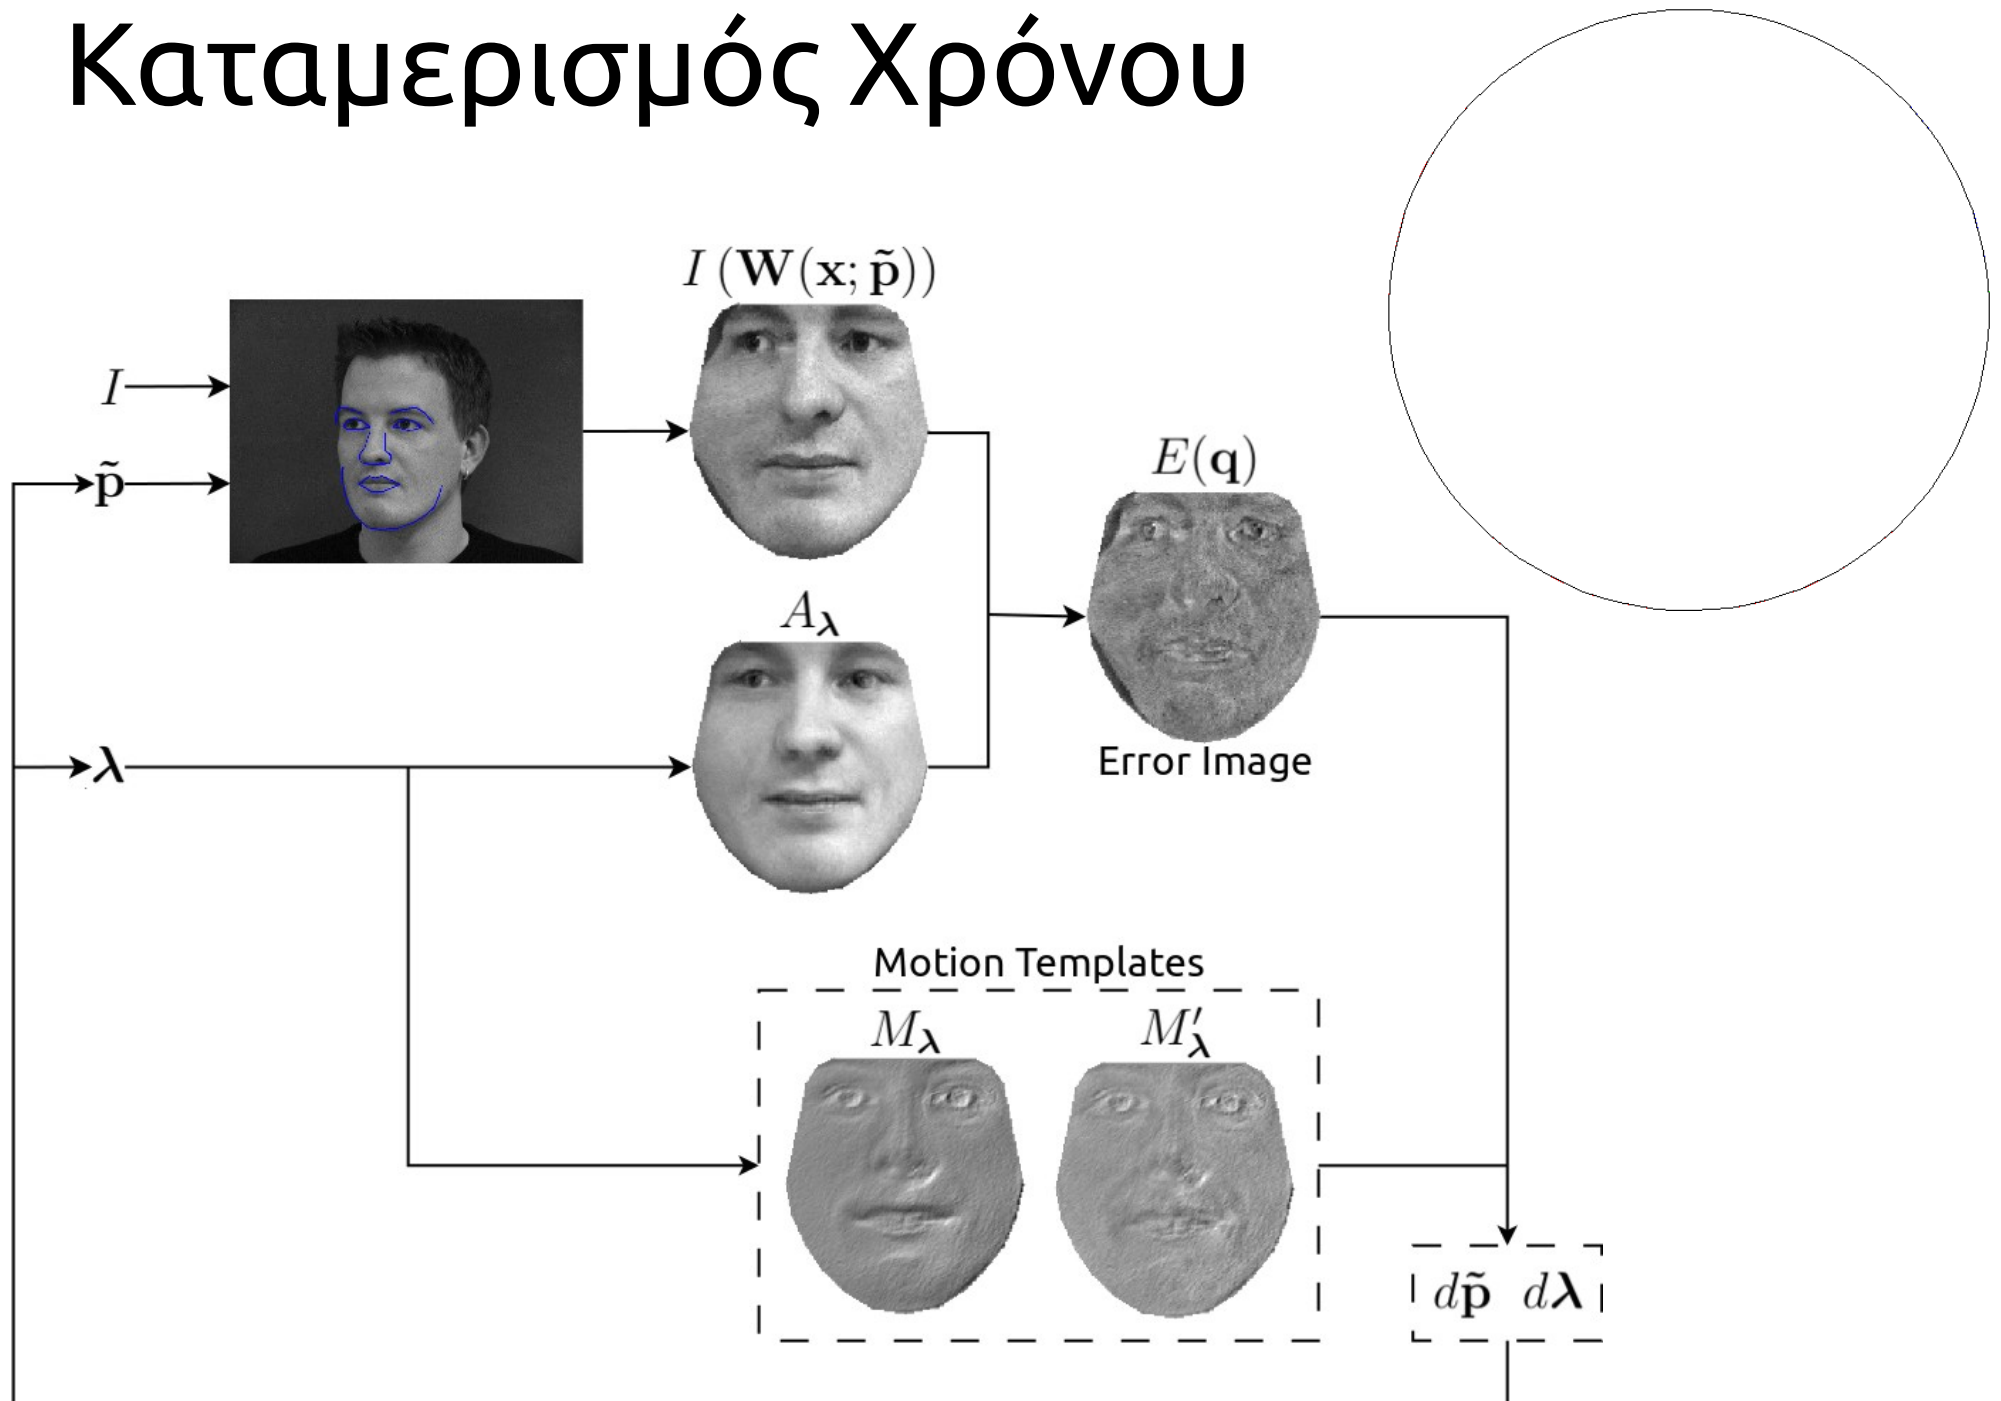 Καταμερισμός Χρόνου
I (W(x; p̃))
I
E(q)
p̃
A_λ
Error Image
λ
Motion Templates
M_λ M′_λ
dp̃ dλ